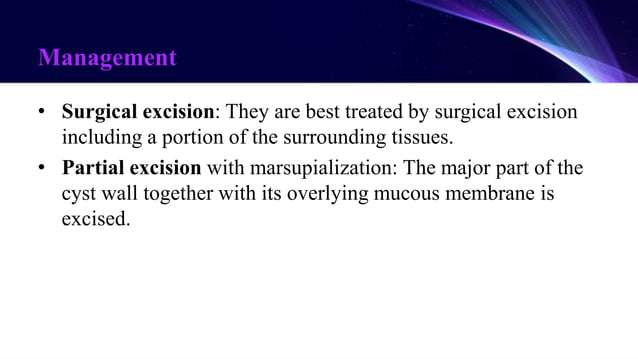 Management
• Surgical excision: They are best treated by surgical excision
including a portion of the surrounding tissues.
• Partial excision with marsupialization: The major part of the
cyst wall together with its overlying mucous membrane is
excised.